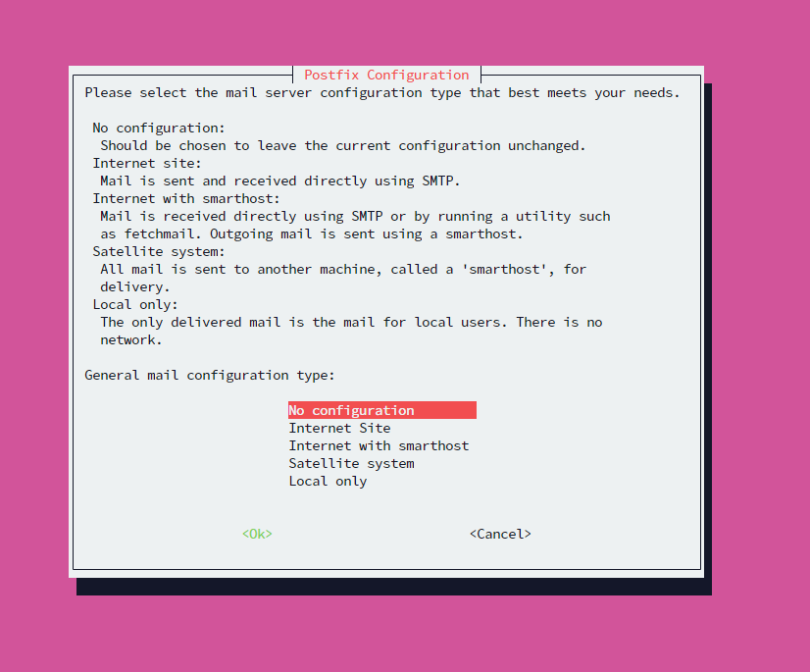 Postfix Configuration
Please select the mail server configuration type that best meets your needs.
No configuration:
Should be chosen to leave the current configuration unchanged.
Internet site:
Mail is sent and received directly using SMTP.
Internet with smarthost:
Mail is received directly using SMTP or by running a utility such
as fetchmail. Outgoing mail is sent using a smarthost.
Satellite system:
All mail is sent to another machine, called a 'smarthost', for
delivery.
Local only:
The only delivered mail is the mail for local users. There is no
network.
General mail configuration type:
No configuration
Internet Site
Internet with smarthost
Satellite system
Local only
<Ok> <Cancel>